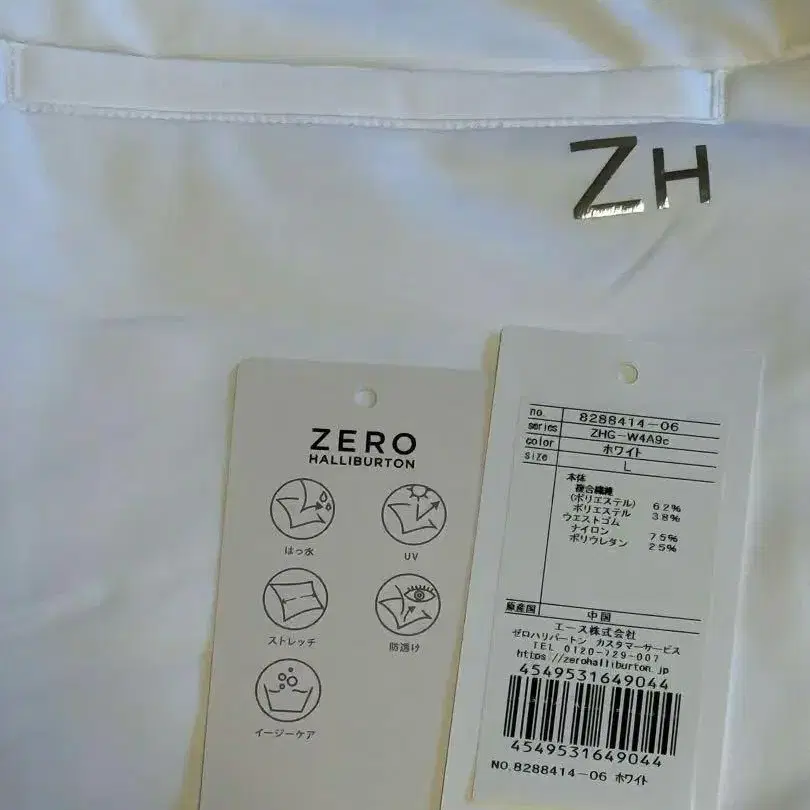 ZH
ZERO
HALLIBURTON
はっ水
UV
ストレッチ
防透け
イージーケア
no. 8288414-06
series ZHG-W4A9c
color ホワイト
size L
本体
複合繊維
(ポリエステル) 62%
ポリエステル 38%
ウエストゴム
ナイロン 75%
ポリウレタン 25%
原産国 中国
エース株式会社
ゼロハリバートン カスタマーサービス
TEL 0120-729-007
https://zerohalliburton.jp
4549531649044
4549531649044
NO.8288414-06 ホワイト